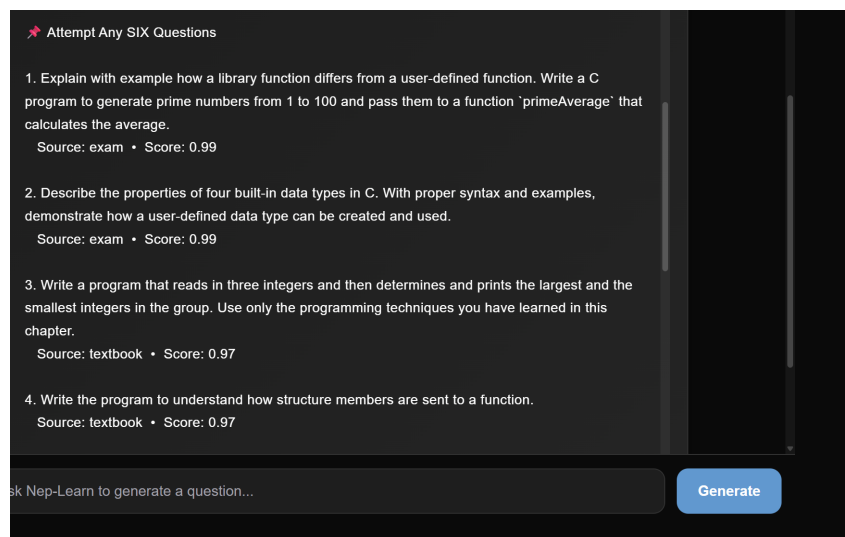 📌 Attempt Any SIX Questions
1. Explain with example how a library function differs from a user-defined function. Write a C
program to generate prime numbers from 1 to 100 and pass them to a function `primeAverage` that
calculates the average.
Source: exam • Score: 0.99
2. Describe the properties of four built-in data types in C. With proper syntax and examples,
demonstrate how a user-defined data type can be created and used.
Source: exam • Score: 0.99
3. Write a program that reads in three integers and then determines and prints the largest and the
smallest integers in the group. Use only the programming techniques you have learned in this
chapter.
Source: textbook • Score: 0.97
4. Write the program to understand how structure members are sent to a function.
Source: textbook • Score: 0.97
sk Nep-Learn to generate a question...
Generate